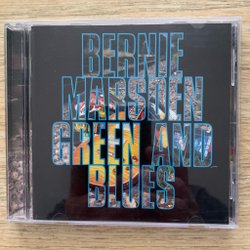 BERNIE
MARSDEN
GREEN AND
BLUES